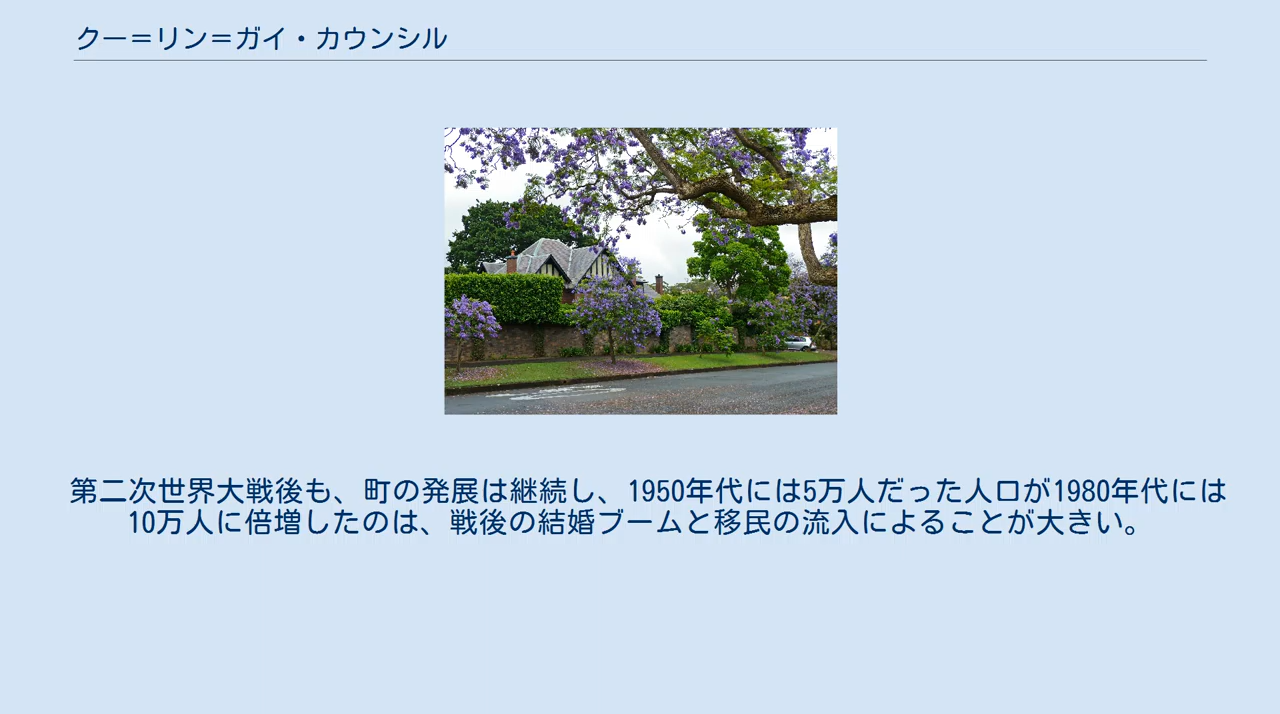 クー＝リン＝ガイ・カウンシル
第二次世界大戦後も、町の発展は継続し、1950年代には5万人だった人口が1980年代には
10万人に倍増したのは、戦後の結婚ブームと移民の流入によることが大きい。